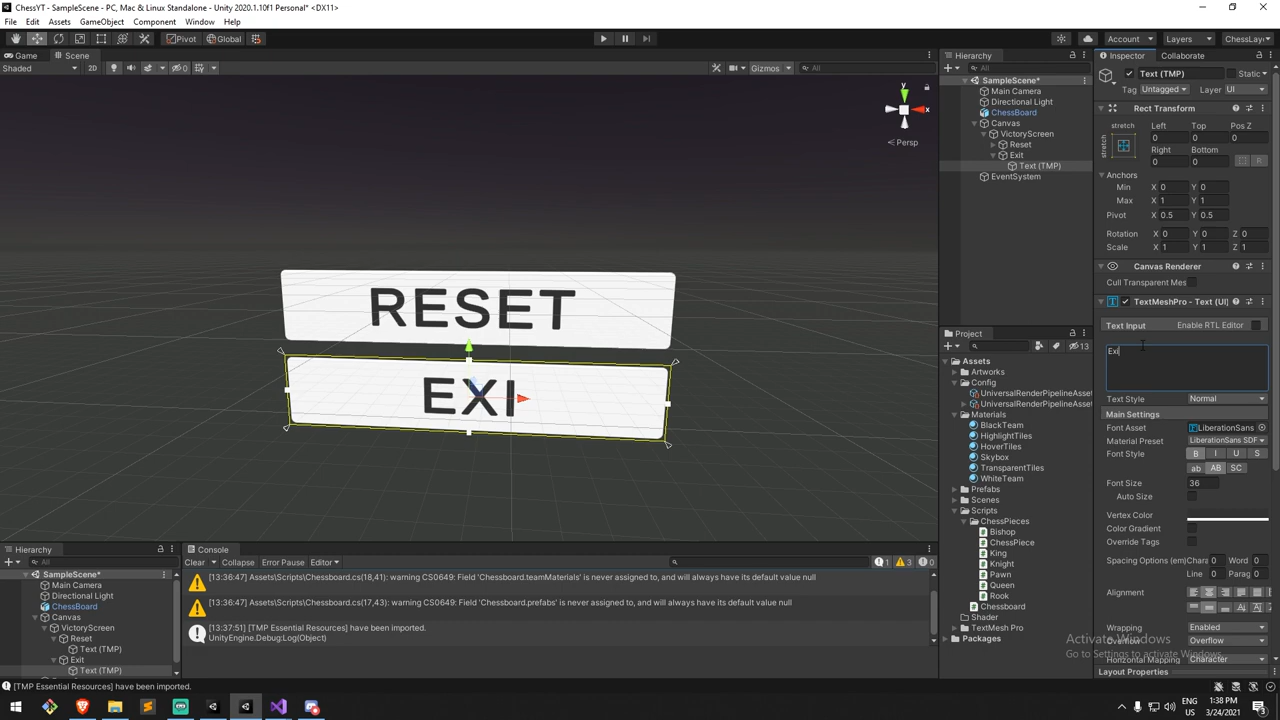 ChessYT - SampleScene - PC, Mac & Linux Standalone - Unity 2020.1.10f1 Personal* <DX11>
File Edit Assets GameObject Component Window Help
Pivot Global Account Layers ChessLay
Game Scene
Shaded 2D 0 Gizmos All
y
x
Persp
RESET
EXI
Hierarchy
All
SampleScene*
Main Camera
Directional Light
ChessBoard
Canvas
VictoryScreen
Reset
Exit
Text (TMP)
EventSystem
Project
13
Assets
Artworks
Config
UniversalRenderPipelineAsset
UniversalRenderPipelineAsset
Materials
BlackTeam
HighlightTiles
HoverTiles
Skybox
TransparentTiles
WhiteTeam
Prefabs
Scenes
Scripts
ChessPieces
Bishop
ChessPiece
King
Knight
Pawn
Queen
Rook
Chessboard
Shader
TextMesh Pro
Packages
Inspector Collaborate
Text (TMP) Static
Tag Untagged Layer UI
Rect Transform
stretch Left Top Pos Z
stretch 0 0 0
Right Bottom
0 0 R
Anchors
Min X 0 Y 0
Max X 1 Y 1
Pivot X 0.5 Y 0.5
Rotation X 0 Y 0 Z 0
Scale X 1 Y 1 Z 1
Canvas Renderer
Cull Transparent Mes
TextMeshPro - Text (UI)
Text Input Enable RTL Editor
Exi
Text Style Normal
Main Settings
Font Asset LiberationSans
Material Preset LiberationSans SDF
Font Style B I U S
ab AB SC
Font Size 36
Auto Size
Vertex Color
Color Gradient
Override Tags
Spacing Options (em) Chara 0 Word 0
Line 0 Parag 0
Alignment
Wrapping Enabled
Overflow Overflow
Horizontal Mapping Character
Layout Properties
Activate Windows
Go to Settings to activate Windows.
Hierarchy
All
SampleScene*
Main Camera
Directional Light
ChessBoard
Canvas
VictoryScreen
Reset
Text (TMP)
Exit
Text (TMP)
Console
Clear Collapse Error Pause Editor 1 3 0
[13:36:47] Assets\Scripts\Chessboard.cs(18,41): warning CS0649: Field 'Chessboard.teamMaterials' is never assigned to, and will always have its default value null
[13:36:47] Assets\Scripts\Chessboard.cs(17,43): warning CS0649: Field 'Chessboard.prefabs' is never assigned to, and will always have its default value null
[13:37:51] [TMP Essential Resources] have been imported.
UnityEngine.Debug:Log(Object)
[TMP Essential Resources] have been imported.
ENG
US
1:38 PM
3/24/2021
3